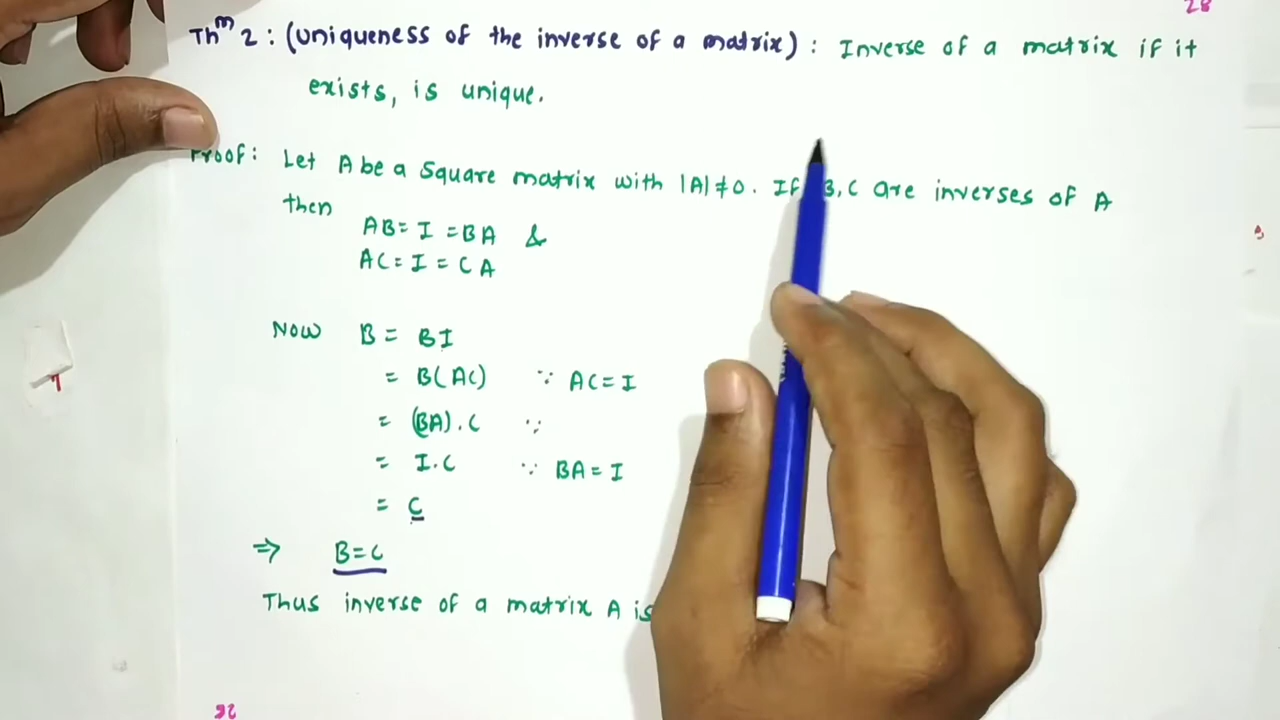 28
Thm 2 : (Uniqueness of the inverse of a matrix) : Inverse of a matrix if it
exists, is unique.
Proof: Let A be a Square matrix with |A| ≠ 0. If B, C are inverses of A
then
AB = I = BA &
AC = I = CA
Now B = BI
= B(AC) ∵ AC = I
= (BA).C ∵
= I.C ∵ BA = I
= C
⇒ B = C
Thus inverse of a matrix A is